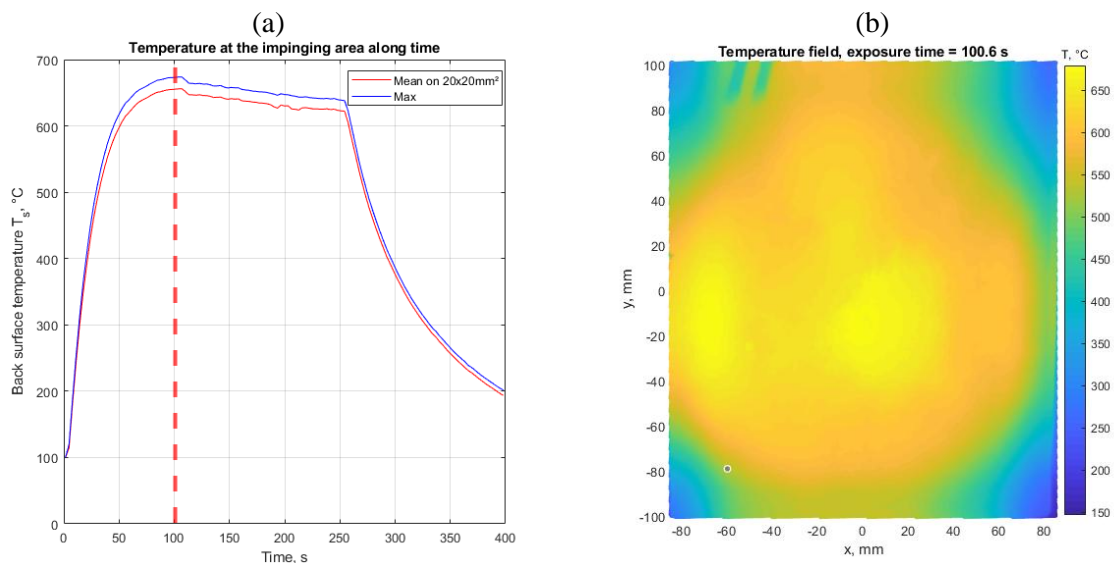 (a)
Temperature at the impinging area along time
Back surface temperature T_s, °C
700
600
500
400
300
200
100
0
Mean on 20x20mm²
Max
0 50 100 150 200 250 300 350 400
Time, s
(b)
Temperature field, exposure time = 100.6 s
T, °C
y, mm
100
80
60
40
20
0
-20
-40
-60
-80
-100
-80 -60 -40 -20 0 20 40 60 80
x, mm
650
600
550
500
450
400
350
300
250
200
150